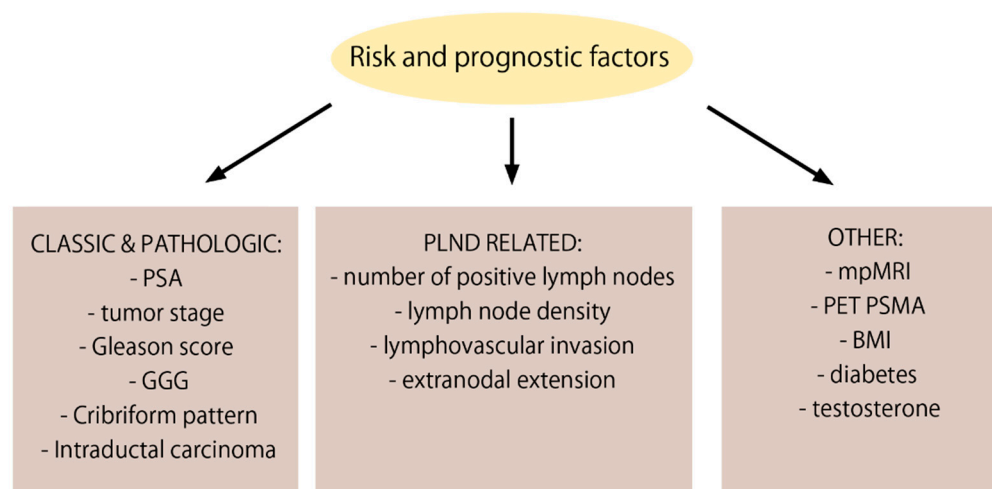 Risk and prognostic factors
CLASSIC & PATHOLOGIC:
- PSA
- tumor stage
- Gleason score
- GGG
- Cribriform pattern
- Intraductal carcinoma
PLND RELATED:
- number of positive lymph nodes
- lymph node density
- lymphovascular invasion
- extranodal extension
OTHER:
- mpMRI
- PET PSMA
- BMI
- diabetes
- testosterone